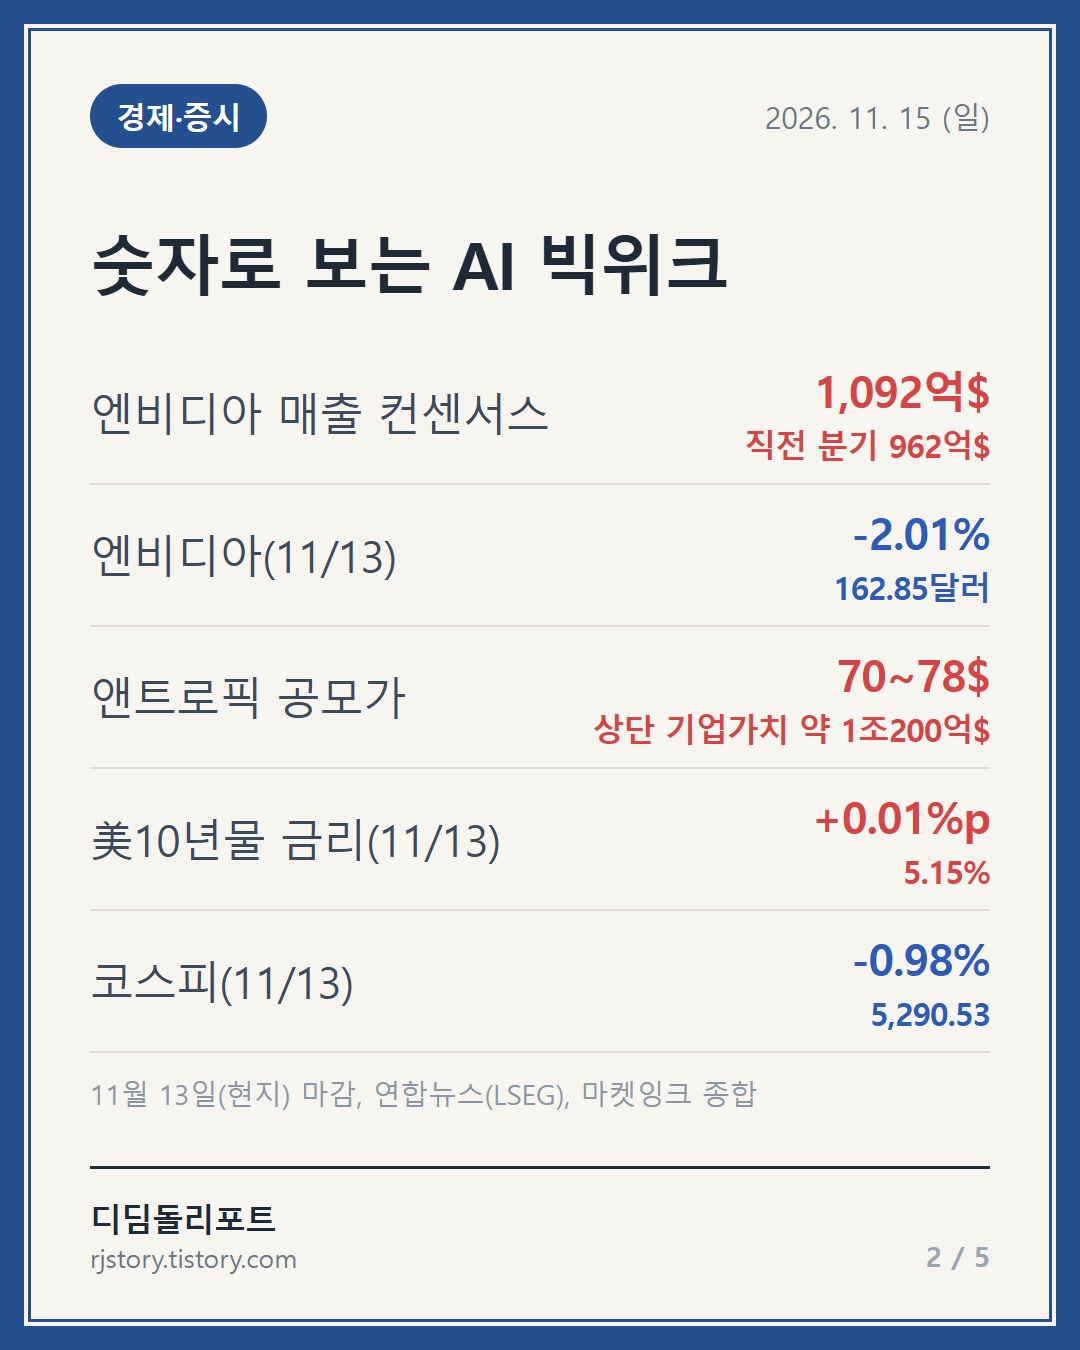 경제·증시
2026. 11. 15 (일)
숫자로 보는 AI 빅위크
엔비디아 매출 컨센서스
1,092억$
직전 분기 962억$
엔비디아(11/13)
-2.01%
162.85달러
앤트로픽 공모가
70~78$
상단 기업가치 약 1조200억$
美10년물 금리(11/13)
+0.01%p
5.15%
코스피(11/13)
-0.98%
5,290.53
11월 13일(현지) 마감, 연합뉴스(LSEG), 마켓잉크 종합
디딤돌리포트
rjstory.tistory.com
2 / 5